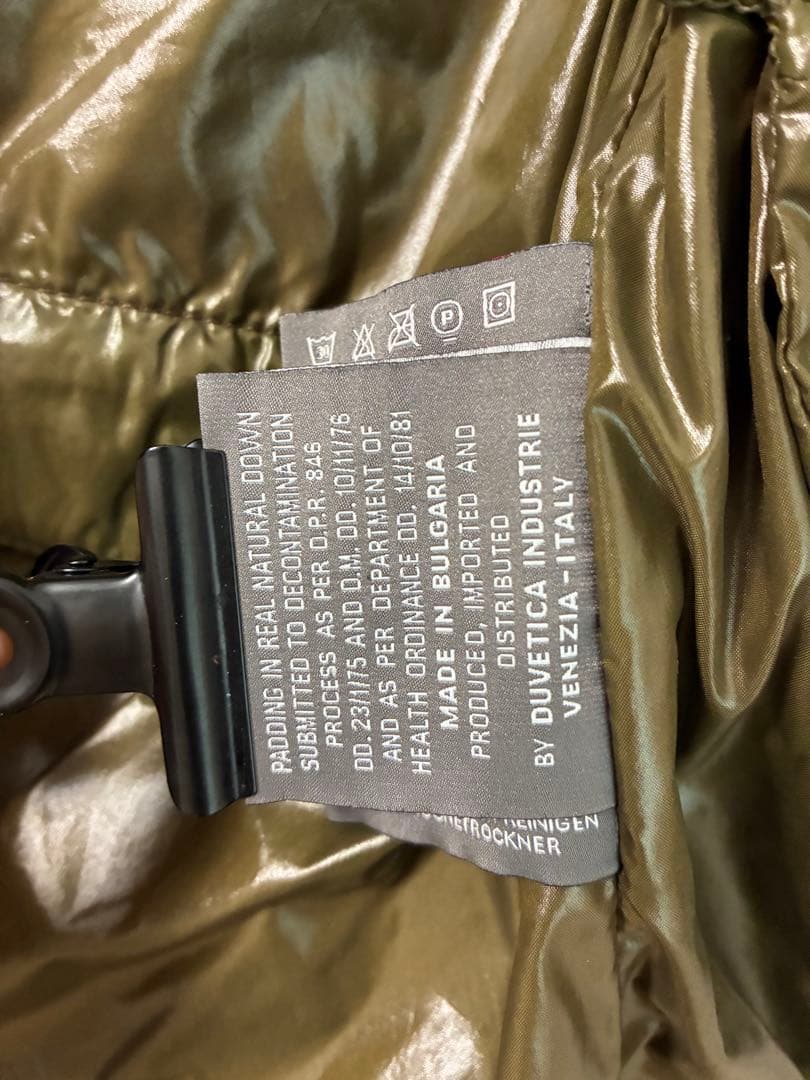 30
P
PADDING IN REAL NATURAL DOWN
SUBMITTED TO DECONTAMINATION
PROCESS AS PER D.P.R. 846
DD. 23/1/75 AND D.M. DD. 10/11/76
AND AS PER DEPARTMENT OF
HEALTH ORDINANCE DD. 14/10/81
MADE IN BULGARIA
PRODUCED, IMPORTED AND
DISTRIBUTED
BY DUVETICA INDUSTRIE
VENEZIA-ITALY
REINIGEN